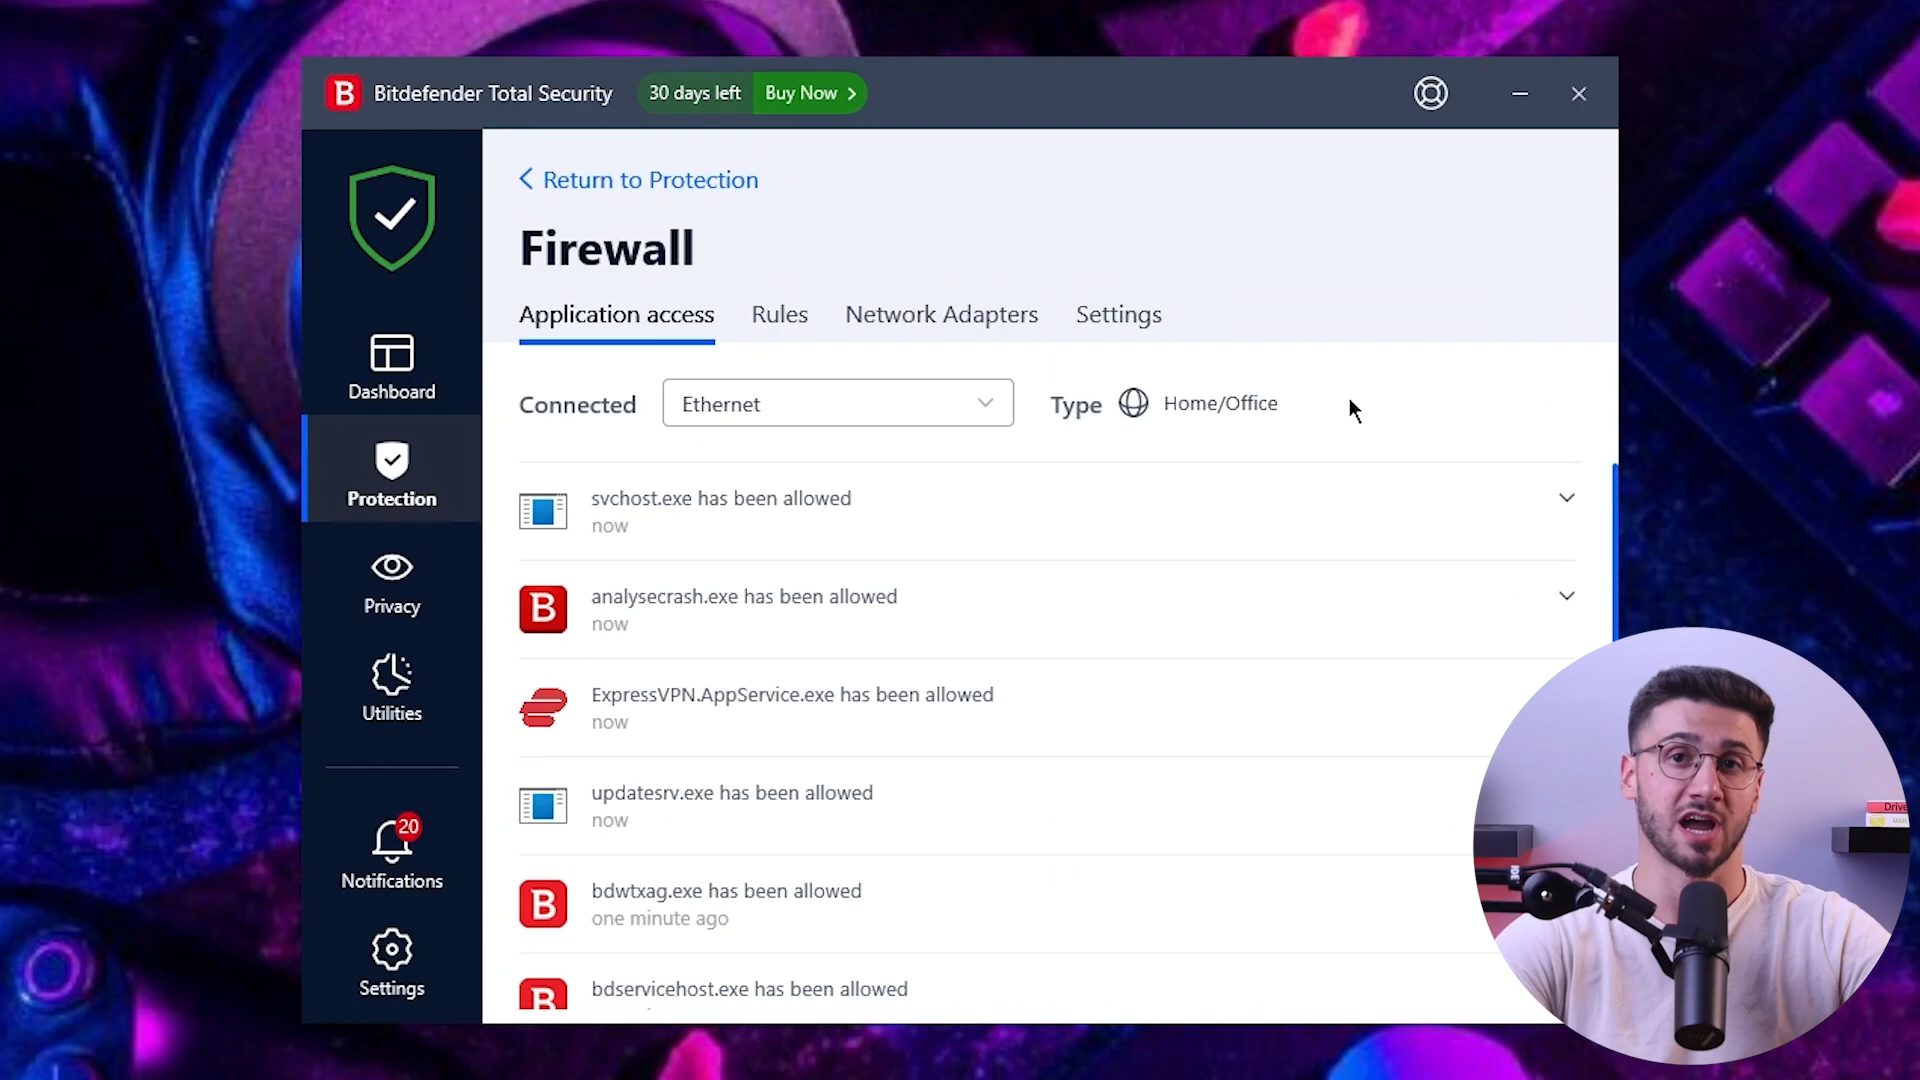 B Bitdefender Total Security 30 days left Buy Now
Return to Protection
Firewall
Application access Rules Network Adapters Settings
Connected Ethernet Type Home/Office
Dashboard
Protection
Privacy
Utilities
20
Notifications
Settings
svchost.exe has been allowed
now
B analysecrash.exe has been allowed
now
ExpressVPN.AppService.exe has been allowed
now
updatesrv.exe has been allowed
now
B bdwtxag.exe has been allowed
one minute ago
B bdservicehost.exe has been allowed
Drive